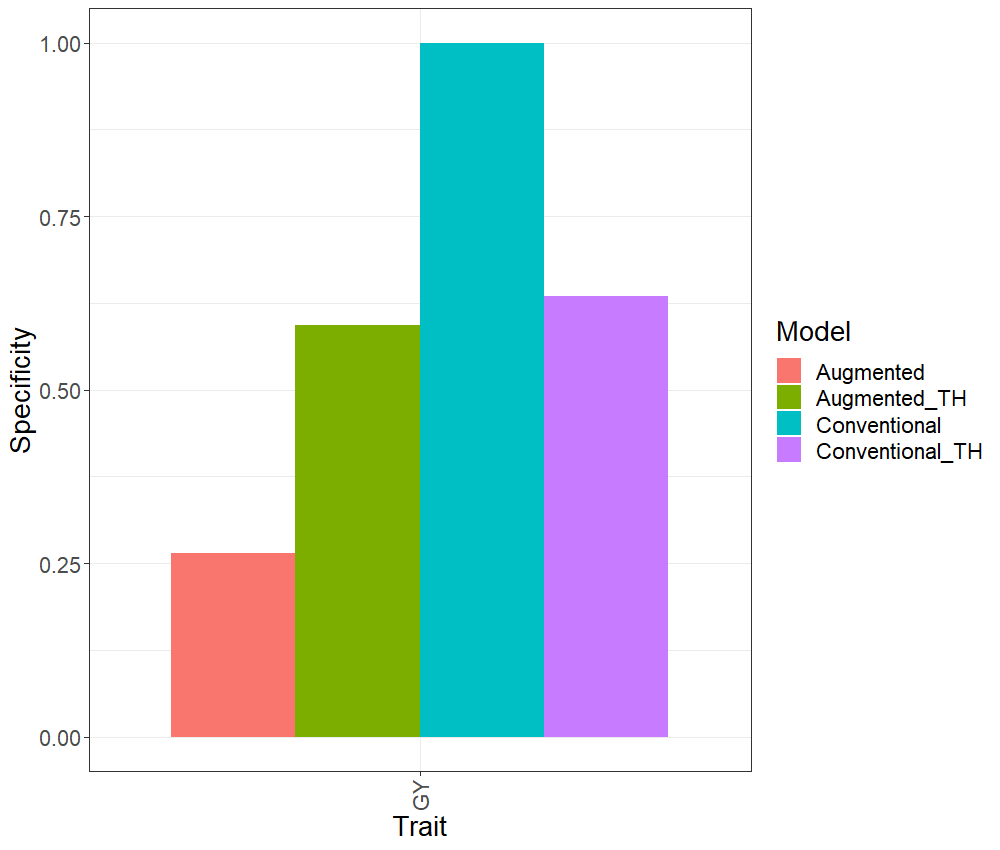 1.00
0.75
0.50
0.25
0.00
Specificity
GY
Trait
Model
Augmented
Augmented_TH
Conventional
Conventional_TH